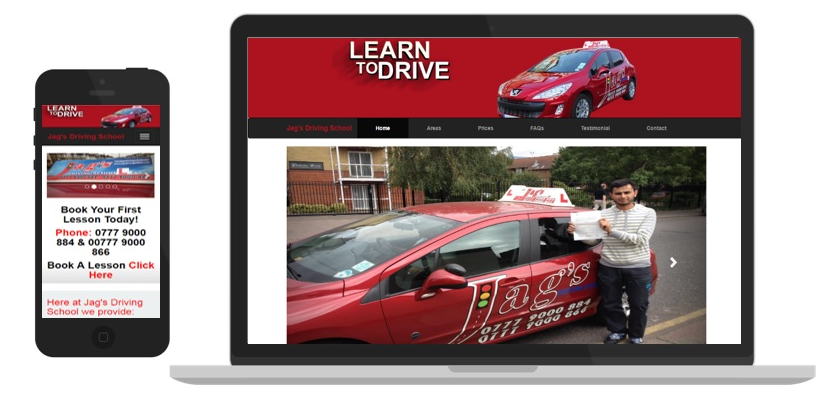 LEARN
TO DRIVE
Jag's Driving School
Jag's
Book Your First
Lesson Today!
Phone: 0777 9000
884 & 00777 9000
866
Book A Lesson Click
Here
Here at Jag's Driving
School we provide:
LEARN
TO DRIVE
Jag's Driving School Home Areas Prices FAQs Testimonial Contact
L Jag's L
Jag's
0777 9000 884
0777 9000 866